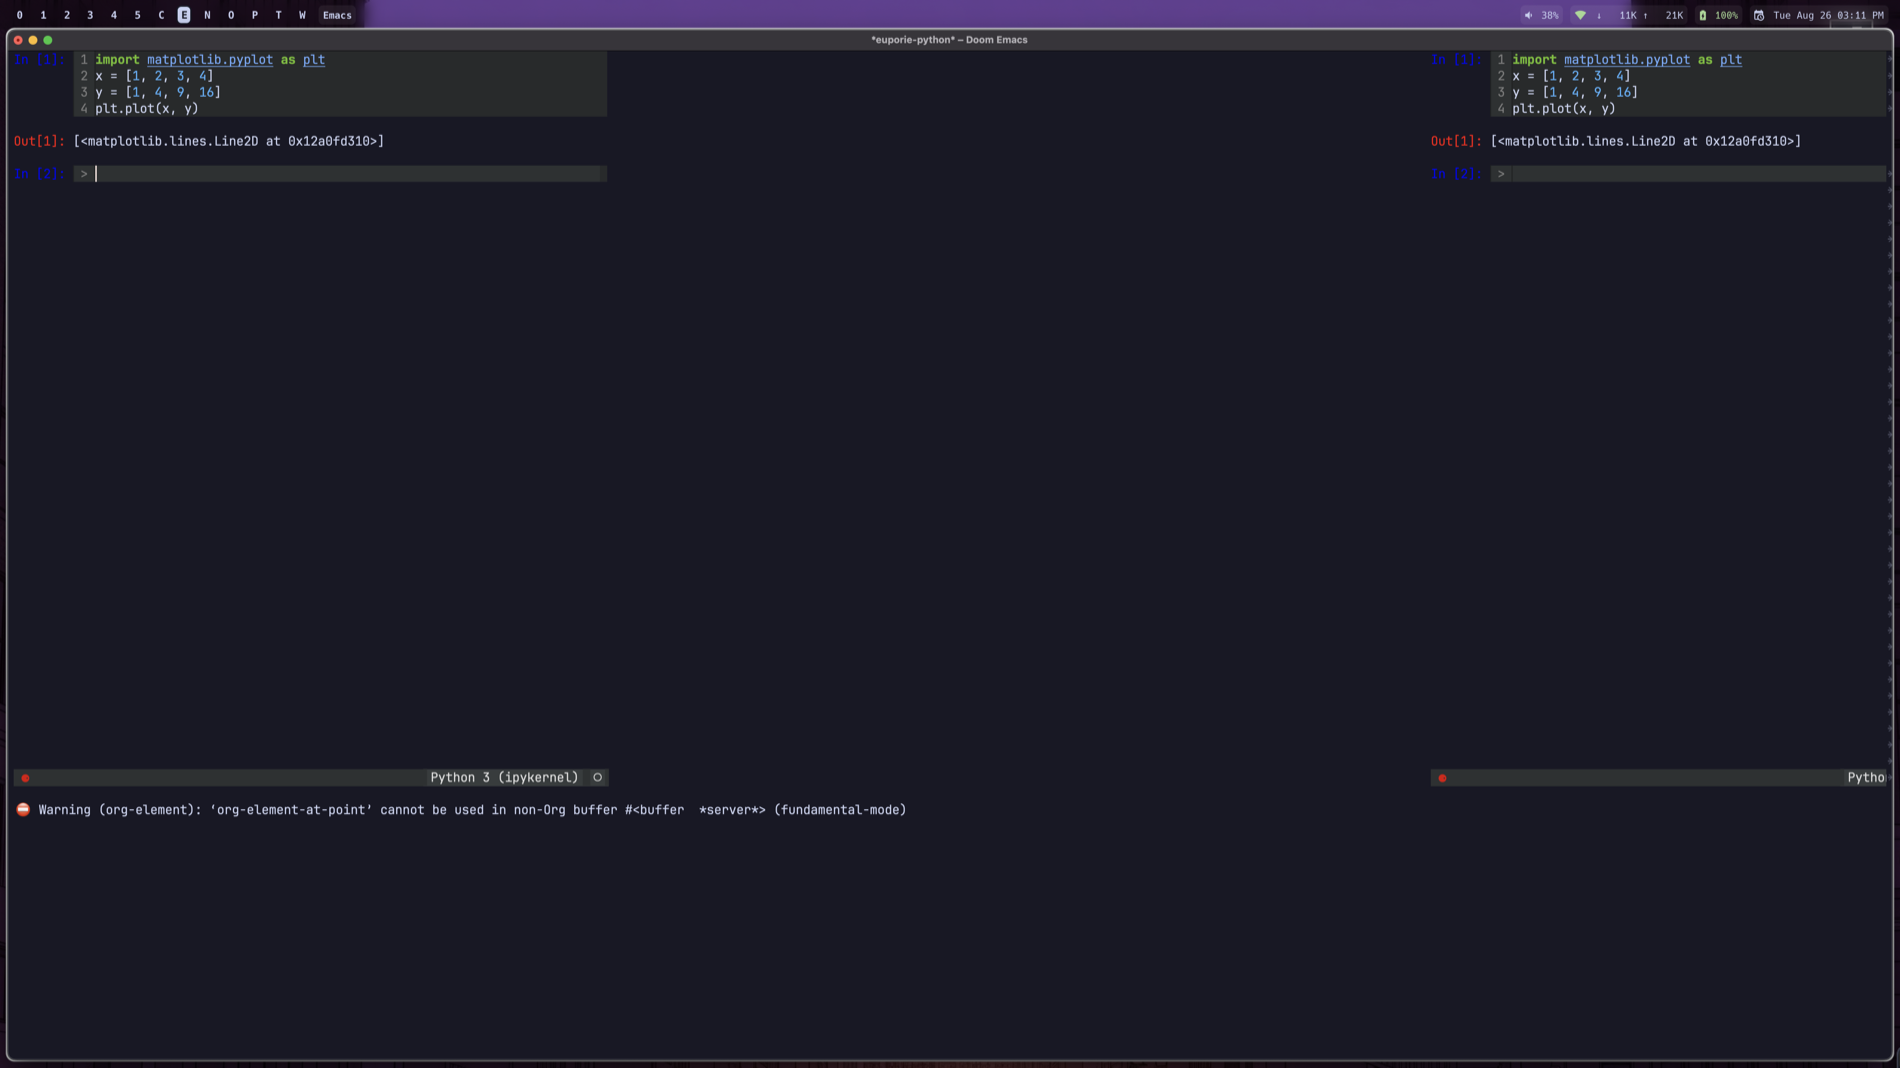 0 1 2 3 4 5 C E N O P T W Emacs 38% ↓ 11K ↑ 21K 100% Tue Aug 26 03:11 PM
*euporie-python* – Doom Emacs
In [1]: 1 import matplotlib.pyplot as plt
2 x = [1, 2, 3, 4]
3 y = [1, 4, 9, 16]
4 plt.plot(x, y)
Out[1]: [<matplotlib.lines.Line2D at 0x12a0fd310>]
In [2]: >
Python 3 (ipykernel)
In [1]: 1 import matplotlib.pyplot as plt
2 x = [1, 2, 3, 4]
3 y = [1, 4, 9, 16]
4 plt.plot(x, y)
Out[1]: [<matplotlib.lines.Line2D at 0x12a0fd310>]
In [2]: >
Pytho
Warning (org-element): ‘org-element-at-point’ cannot be used in non-Org buffer #<buffer  *server*> (fundamental-mode)